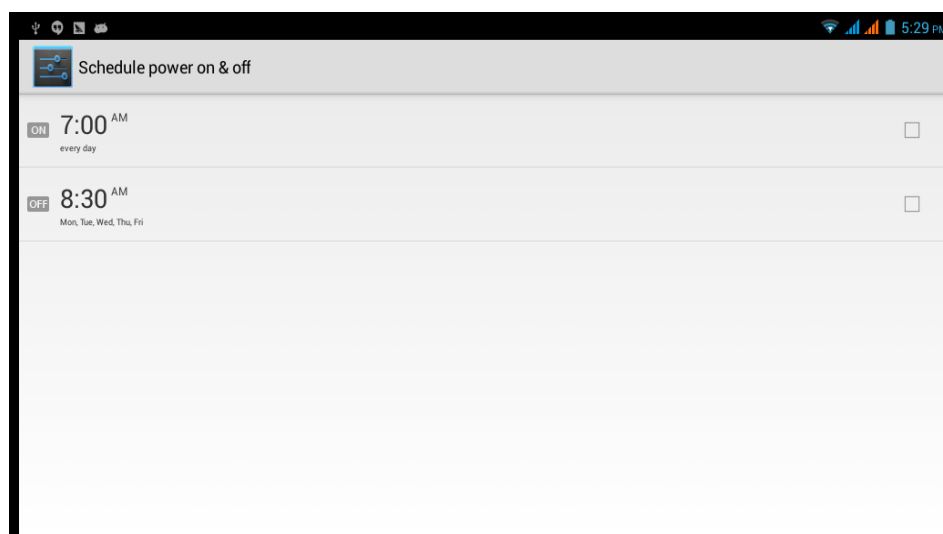 5:29 PM
Schedule power on & off
ON 7:00 AM
every day
OFF 8:30 AM
Mon, Tue, Wed, Thu, Fri